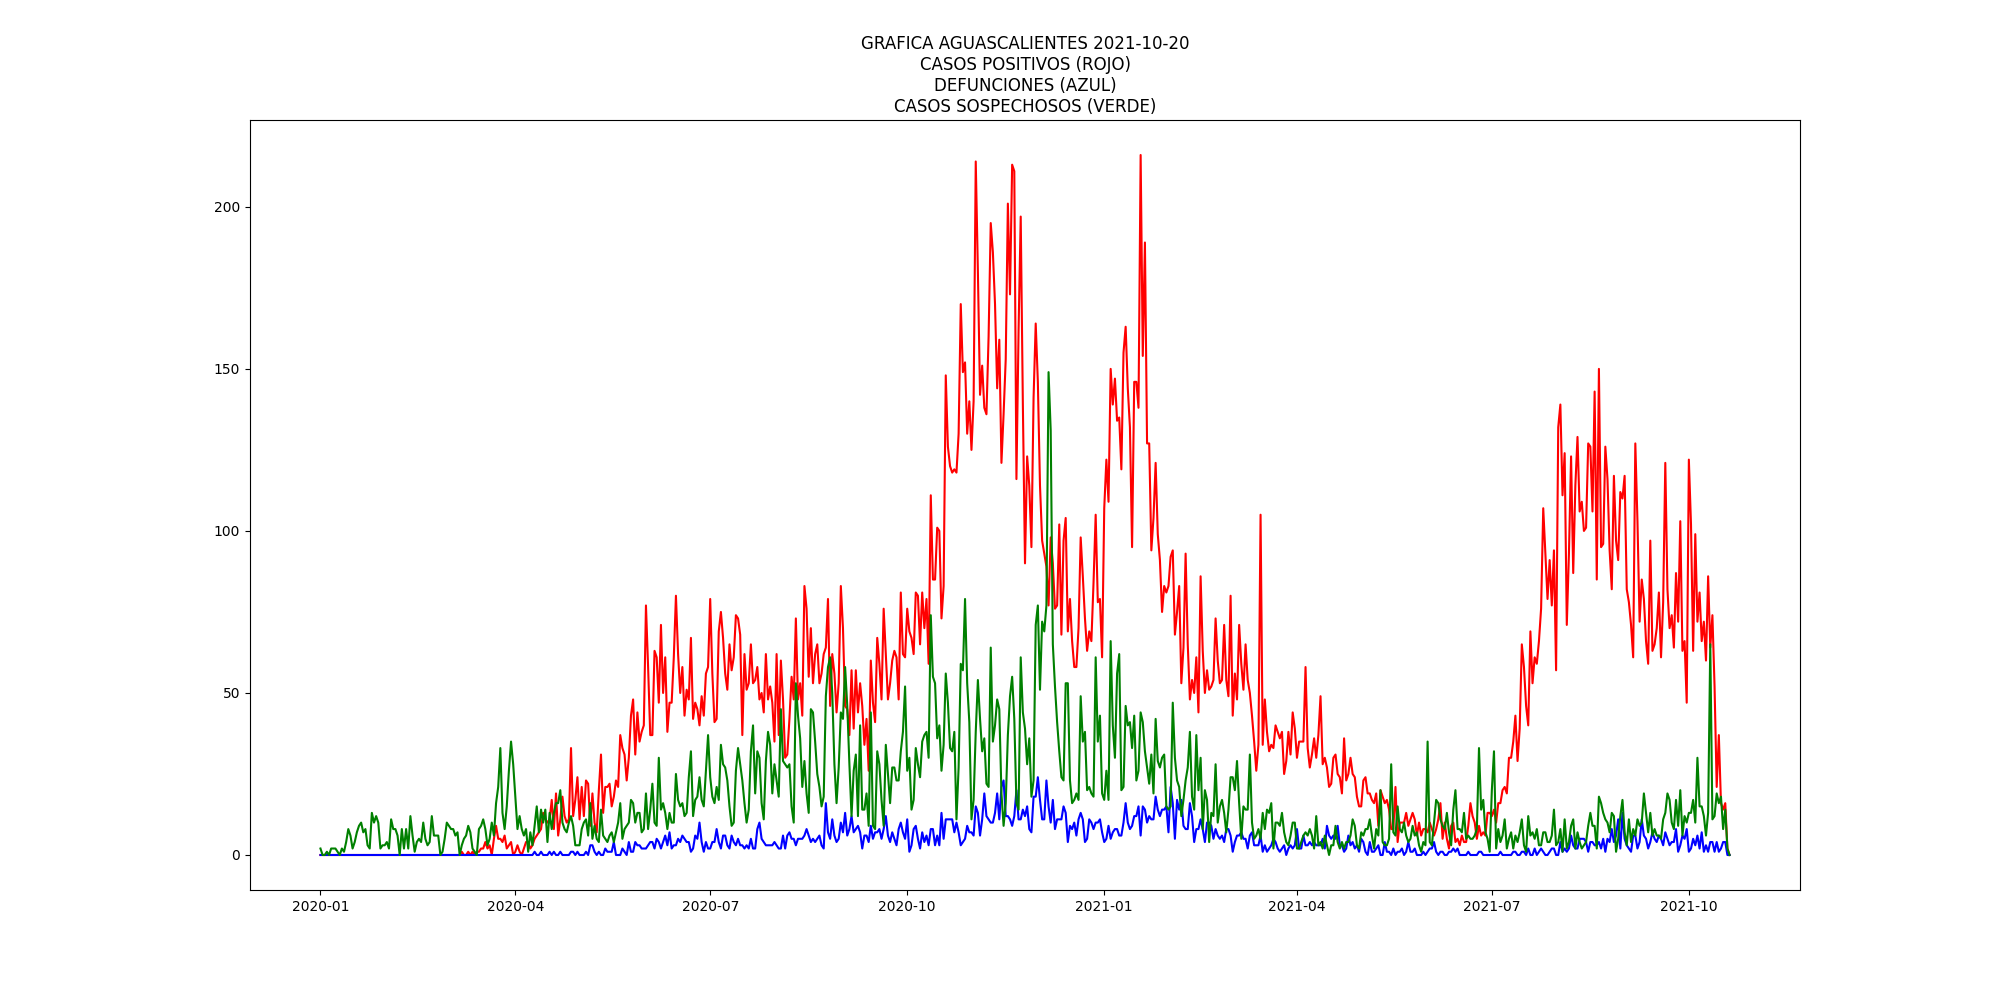 GRAFICA AGUASCALIENTES 2021-10-20
CASOS POSITIVOS (ROJO)
DEFUNCIONES (AZUL)
CASOS SOSPECHOSOS (VERDE)
200
150
100
50
0
2020-01 2020-04 2020-07 2020-10 2021-01 2021-04 2021-07 2021-10